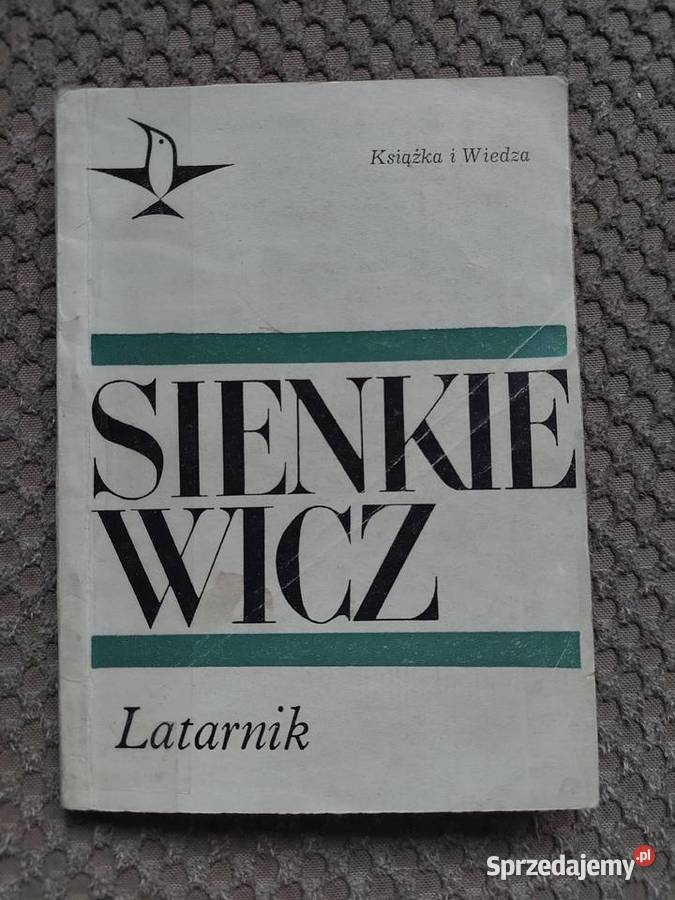 Książka i Wiedza
SIENKIE
WICZ
Latarnik
Sprzedajemy.pl